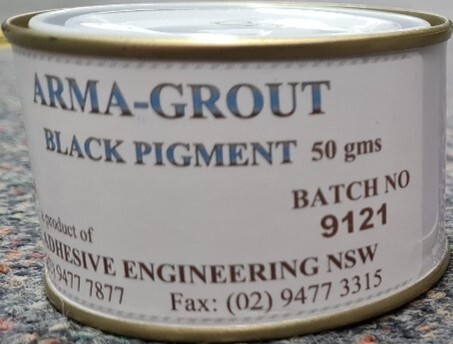 ARMA-GROUT
BLACK PIGMENT 50 gms
BATCH NO
9121
product of
ADHESIVE ENGINEERING NSW
9477 7877 Fax: (02) 9477 3315